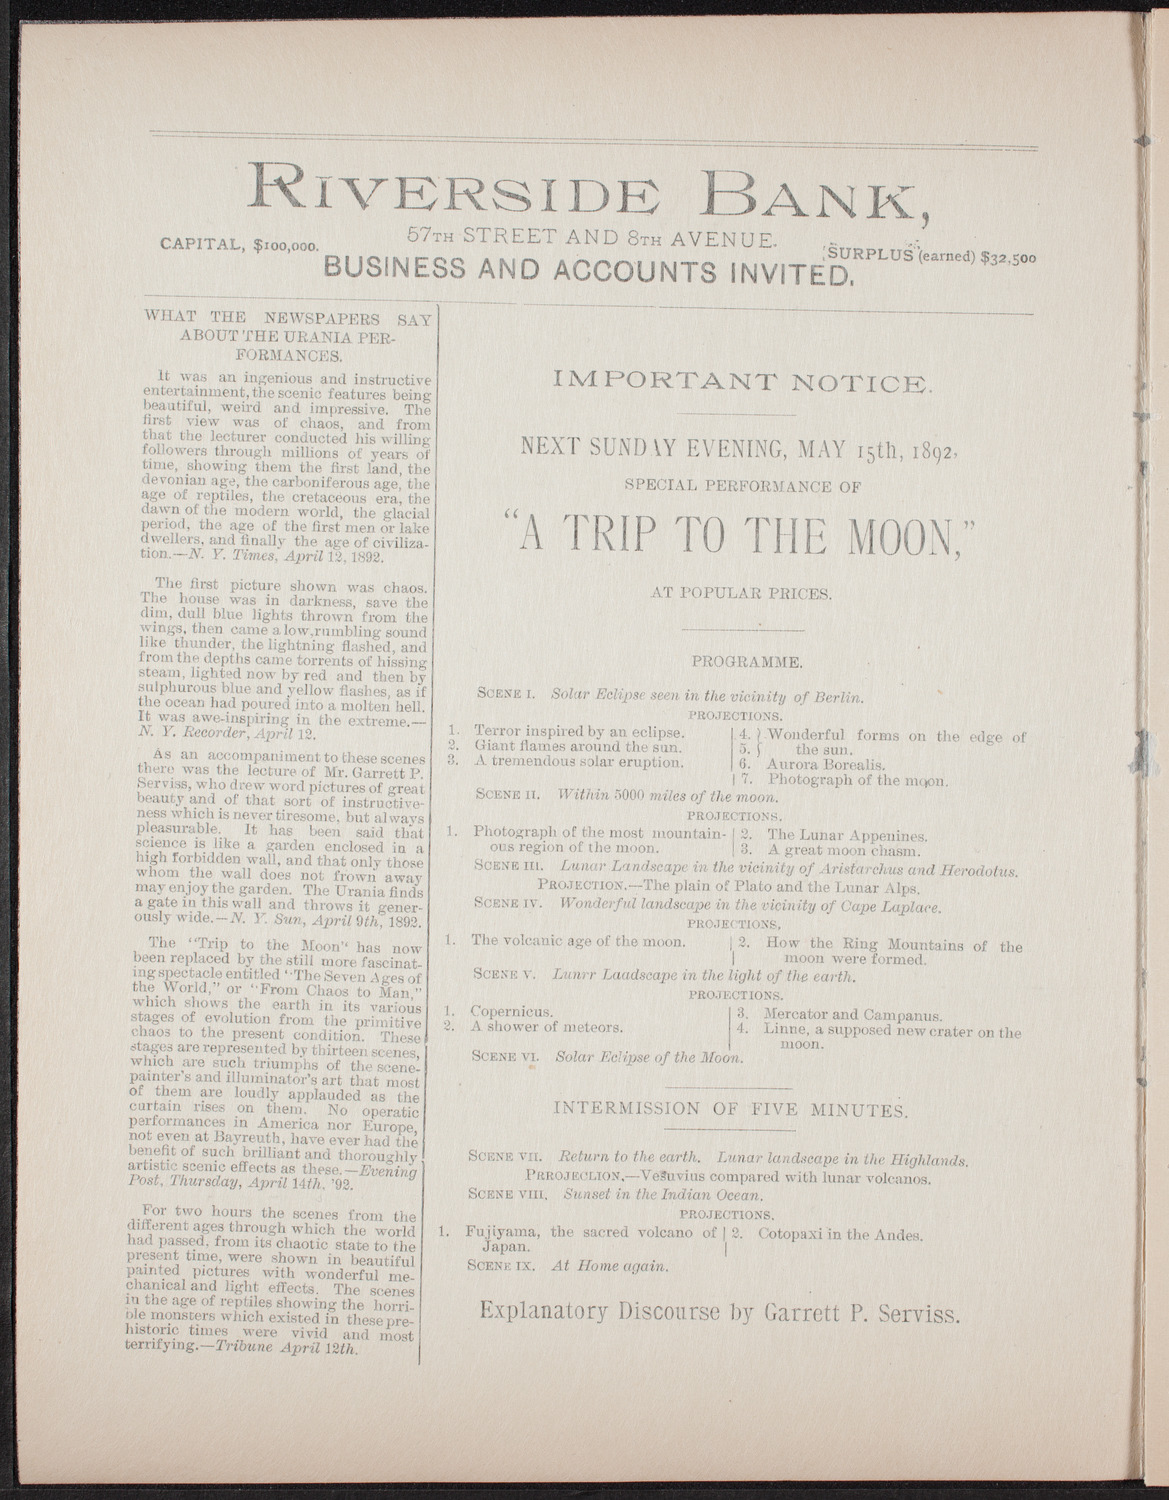 RIVERSIDE BANK,
57TH STREET AND 8TH AVENUE.
CAPITAL, $100,000.
SURPLUS (earned) $32,500
BUSINESS AND ACCOUNTS INVITED.
WHAT THE NEWSPAPERS SAY
ABOUT THE URANIA PER-
FORMANCES.
It was an ingenious and instructive
entertainment, the scenic features being
beautiful, weird and impressive. The
first view was of chaos, and from
that the lecturer conducted his willing
followers through millions of years of
time, showing them the first land, the
devonian age, the carboniferous age, the
age of reptiles, the cretaceous era, the
dawn of the modern world, the glacial
period, the age of the first men or lake
dwellers, and finally the age of civiliza-
tion.—N. Y. Times, April 12, 1892.
The first picture shown was chaos.
The house was in darkness, save the
dim, dull blue lights thrown from the
wings, then came a low, rumbling sound
like thunder, the lightning flashed, and
from the depths came torrents of hissing
steam, lighted now by red and then by
sulphurous blue and yellow flashes, as if
the ocean had poured into a molten hell.
It was awe-inspiring in the extreme.—
N. Y. Recorder, April 12.
As an accompaniment to these scenes
there was the lecture of Mr. Garrett P.
Serviss, who drew word pictures of great
beauty and of that sort of instructive-
ness which is never tiresome, but always
pleasurable. It has been said that
science is like a garden enclosed in a
high forbidden wall, and that only those
whom the wall does not frown away
may enjoy the garden. The Urania finds
a gate in this wall and throws it gener-
ously wide.—N. Y. Sun, April 9th, 1892.
The "Trip to the Moon" has now
been replaced by the still more fascinat-
ing spectacle entitled "The Seven Ages of
the World," or "From Chaos to Man,"
which shows the earth in its various
stages of evolution from the primitive
chaos to the present condition. These
stages are represented by thirteen scenes,
which are such triumphs of the scene-
painter's and illuminator's art that most
of them are loudly applauded as the
curtain rises on them. No operatic
performances in America nor Europe,
not even at Bayreuth, have ever had the
benefit of such brilliant and thoroughly
artistic scenic effects as these.—Evening
Post, Thursday, April 14th, '92.
For two hours the scenes from the
different ages through which the world
had passed, from its chaotic state to the
present time, were shown in beautiful
painted pictures with wonderful me-
chanical and light effects. The scenes
in the age of reptiles showing the horri-
ble monsters which existed in these pre-
historic times were vivid and most
terrifying.—Tribune April 12th.
IMPORTANT NOTICE.
NEXT SUNDAY EVENING, MAY 15th, 1892,
SPECIAL PERFORMANCE OF
"A TRIP TO THE MOON,"
AT POPULAR PRICES.
PROGRAMME.
SCENE I. Solar Eclipse seen in the vicinity of Berlin.
PROJECTIONS.
1. Terror inspired by an eclipse.
2. Giant flames around the sun.
3. A tremendous solar eruption.
4. } Wonderful forms on the edge of
5. } the sun.
6. Aurora Borealis.
7. Photograph of the moon.
SCENE II. Within 5000 miles of the moon.
PROJECTIONS.
1. Photograph of the most mountain-
ous region of the moon.
2. The Lunar Appenines.
3. A great moon chasm.
SCENE III. Lunar Landscape in the vicinity of Aristarchus and Herodotus.
PROJECTION.—The plain of Plato and the Lunar Alps.
SCENE IV. Wonderful landscape in the vicinity of Cape Laplace.
PROJECTIONS,
1. The volcanic age of the moon.
2. How the Ring Mountains of the
moon were formed.
SCENE V. Lunrr Laadscape in the light of the earth.
PROJECTIONS.
1. Copernicus.
2. A shower of meteors.
3. Mercator and Campanus.
4. Linne, a supposed new crater on the
moon.
SCENE VI. Solar Eclipse of the Moon.
INTERMISSION OF FIVE MINUTES.
SCENE VII. Return to the earth. Lunar landscape in the Highlands.
PRROJECLION.—Vesuvius compared with lunar volcanos.
SCENE VIII, Sunset in the Indian Ocean.
PROJECTIONS.
1. Fujiyama, the sacred volcano of
Japan.
2. Cotopaxi in the Andes.
SCENE IX. At Home again.
Explanatory Discourse by Garrett P. Serviss.